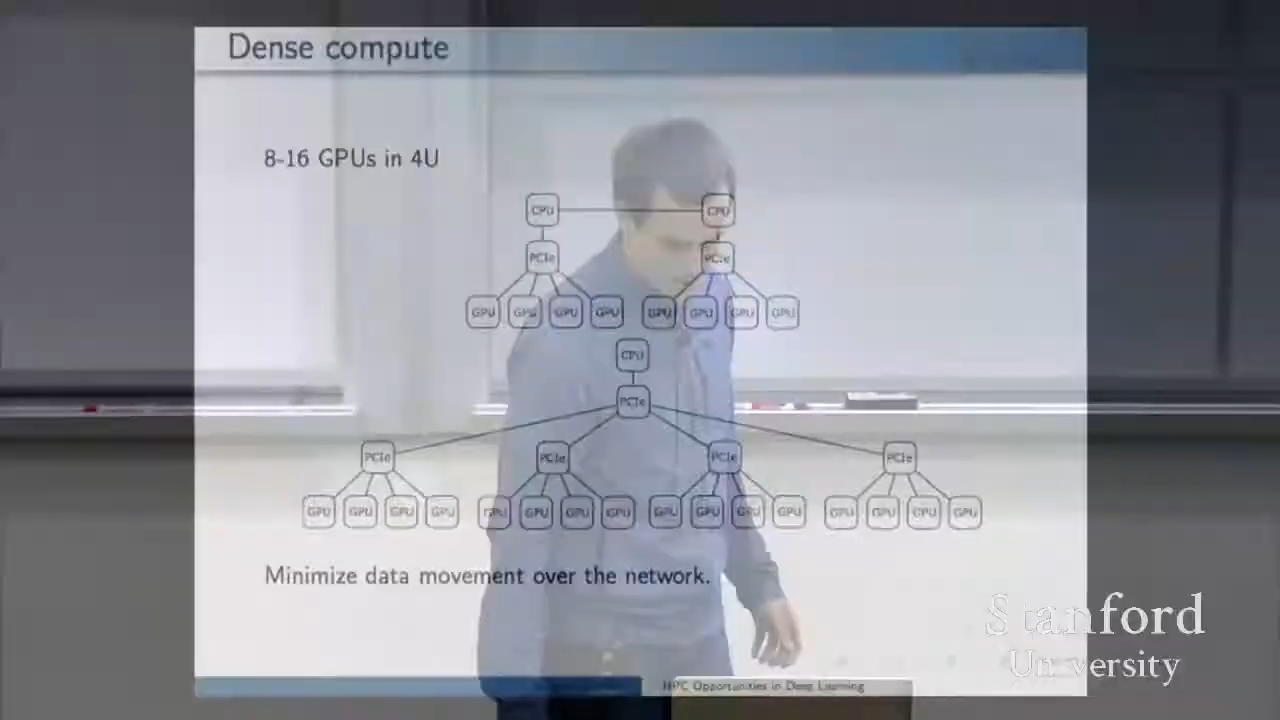 Dense compute
8-16 GPUs in 4U
CPU CPU
PCIe PCIe
GPU GPU GPU GPU GPU GPU GPU GPU
CPU
PCIe
PCIe PCIe PCIe PCIe
GPU GPU GPU GPU GPU GPU GPU GPU GPU GPU GPU GPU GPU GPU GPU GPU
Minimize data movement over the network.
Stanford
University
HPC Opportunities in Deep Learning